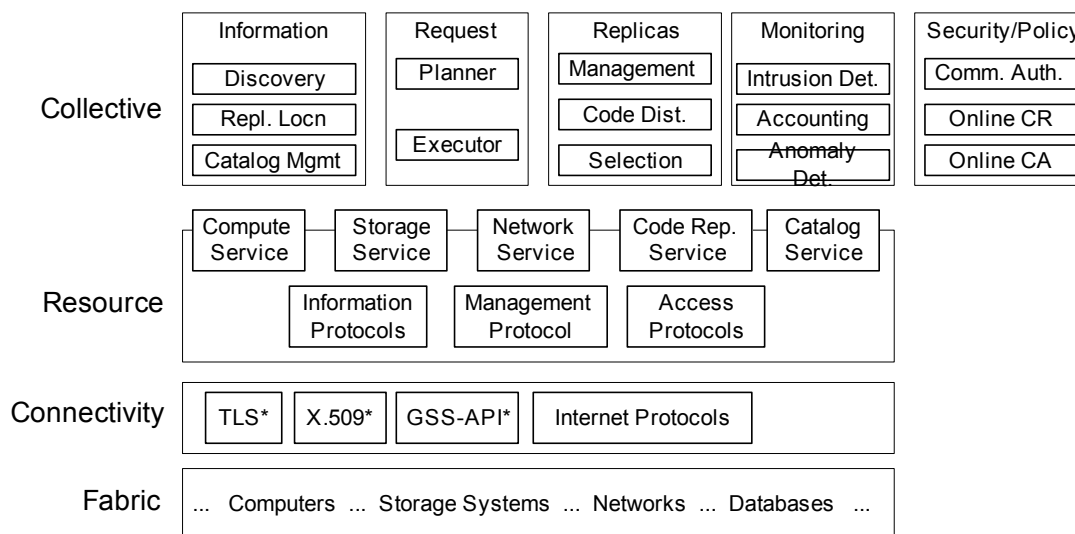 Information
Request
Replicas
Monitoring
Security/Policy
Collective
Discovery
Repl. Locn
Catalog Mgmt
Planner
Executor
Management
Code Dist.
Selection
Intrusion Det.
Accounting
Anomaly
Det.
Comm. Auth.
Online CR
Online CA
Resource
Compute
Service
Storage
Service
Network
Service
Code Rep.
Service
Catalog
Service
Information
Protocols
Management
Protocol
Access
Protocols
Connectivity
TLS*
X.509*
GSS-API*
Internet Protocols
Fabric
... Computers ... Storage Systems ... Networks ... Databases ...